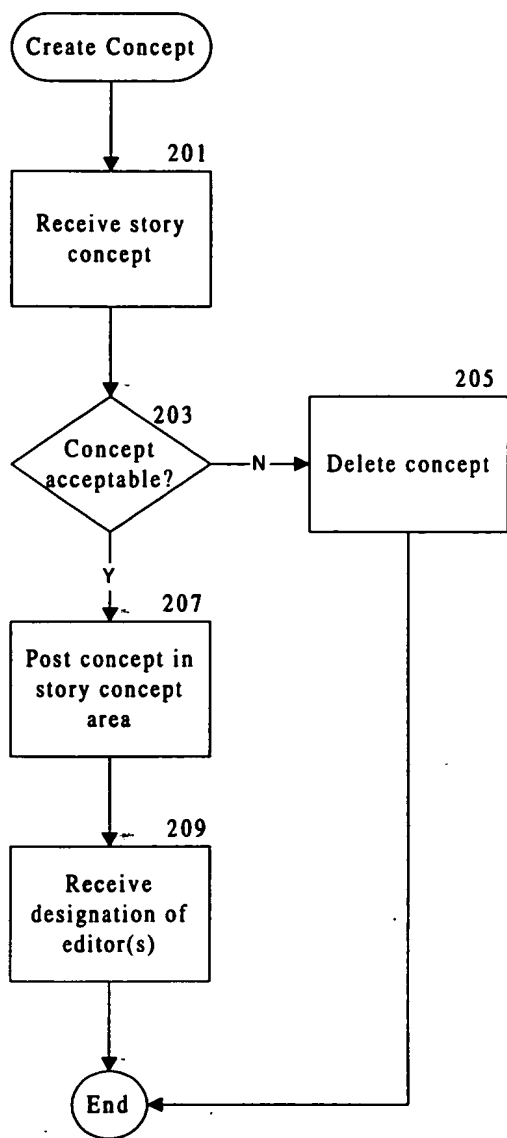 Create Concept
201
Receive story
concept
203
Concept
acceptable?
N
205
Delete concept
Y
207
Post concept in
story concept
area
209
Receive
designation of
editor(s)
End